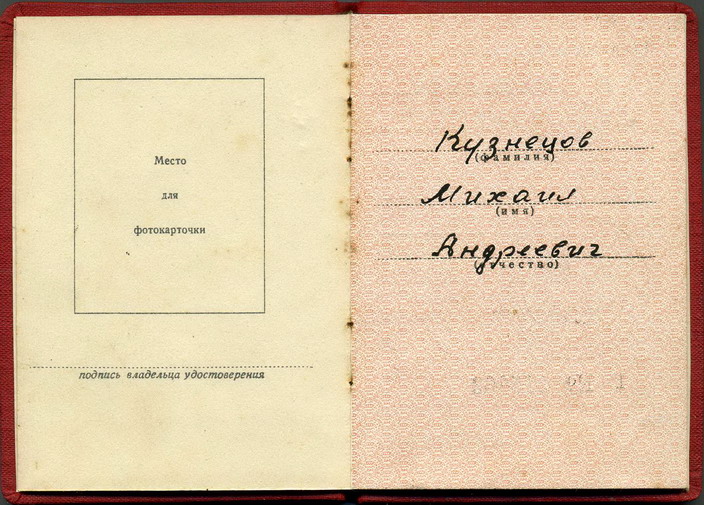 Место
для
фотокарточки
подпись владельца удостоверения
Кузнецов
(фамилия)
Михаил
(имя)
Андреевич
(отчество)